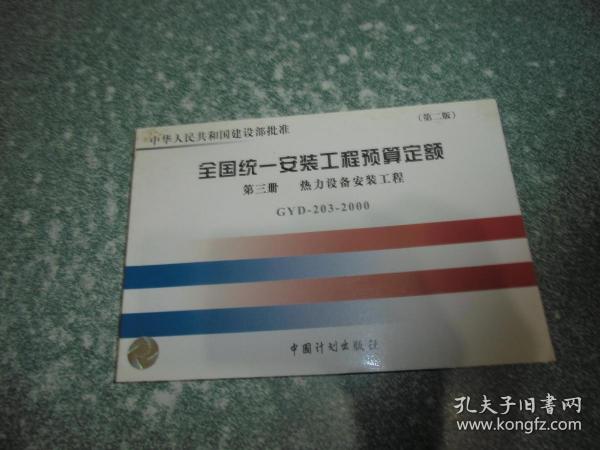 中华人民共和国建设部批准
(第二版)
全国统一安装工程预算定额
第三册 热力设备安装工程
GYD-203-2000
中国计划出版社
孔夫子旧书网
www.kongfz.com